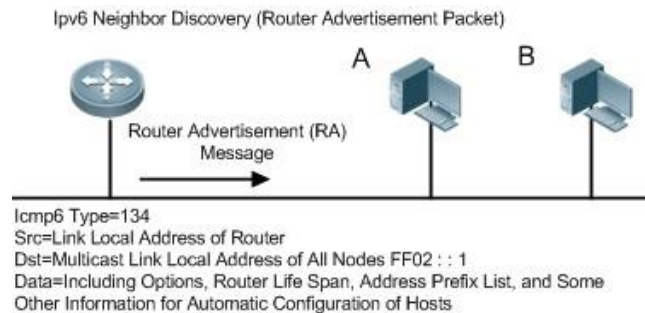 Ipv6 Neighbor Discovery (Router Advertisement Packet)
A
B
Router Advertisement (RA)
Message
Icmp6 Type=134
Src=Link Local Address of Router
Dst=Multicast Link Local Address of All Nodes FF02 : : 1
Data=Including Options, Router Life Span, Address Prefix List, and Some
Other Information for Automatic Configuration of Hosts